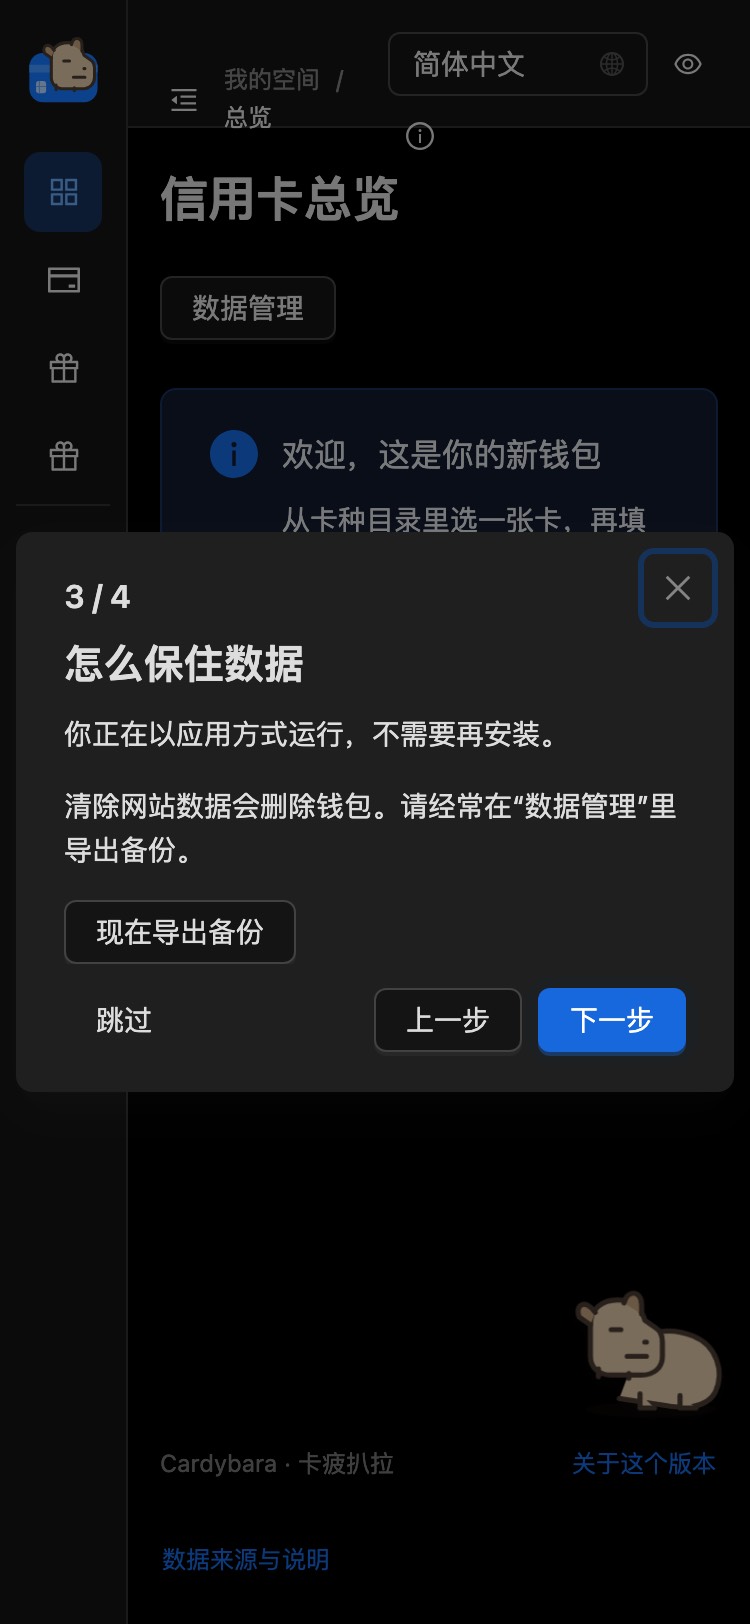 我的空间 /
总览
简体中文
信用卡总览
数据管理
欢迎，这是你的新钱包
从卡种目录里选一张卡，再填
3 / 4
怎么保住数据
你正在以应用方式运行，不需要再安装。
清除网站数据会删除钱包。请经常在“数据管理”里
导出备份。
现在导出备份
跳过
上一步
下一步
Cardybara · 卡疲扒拉
关于这个版本
数据来源与说明